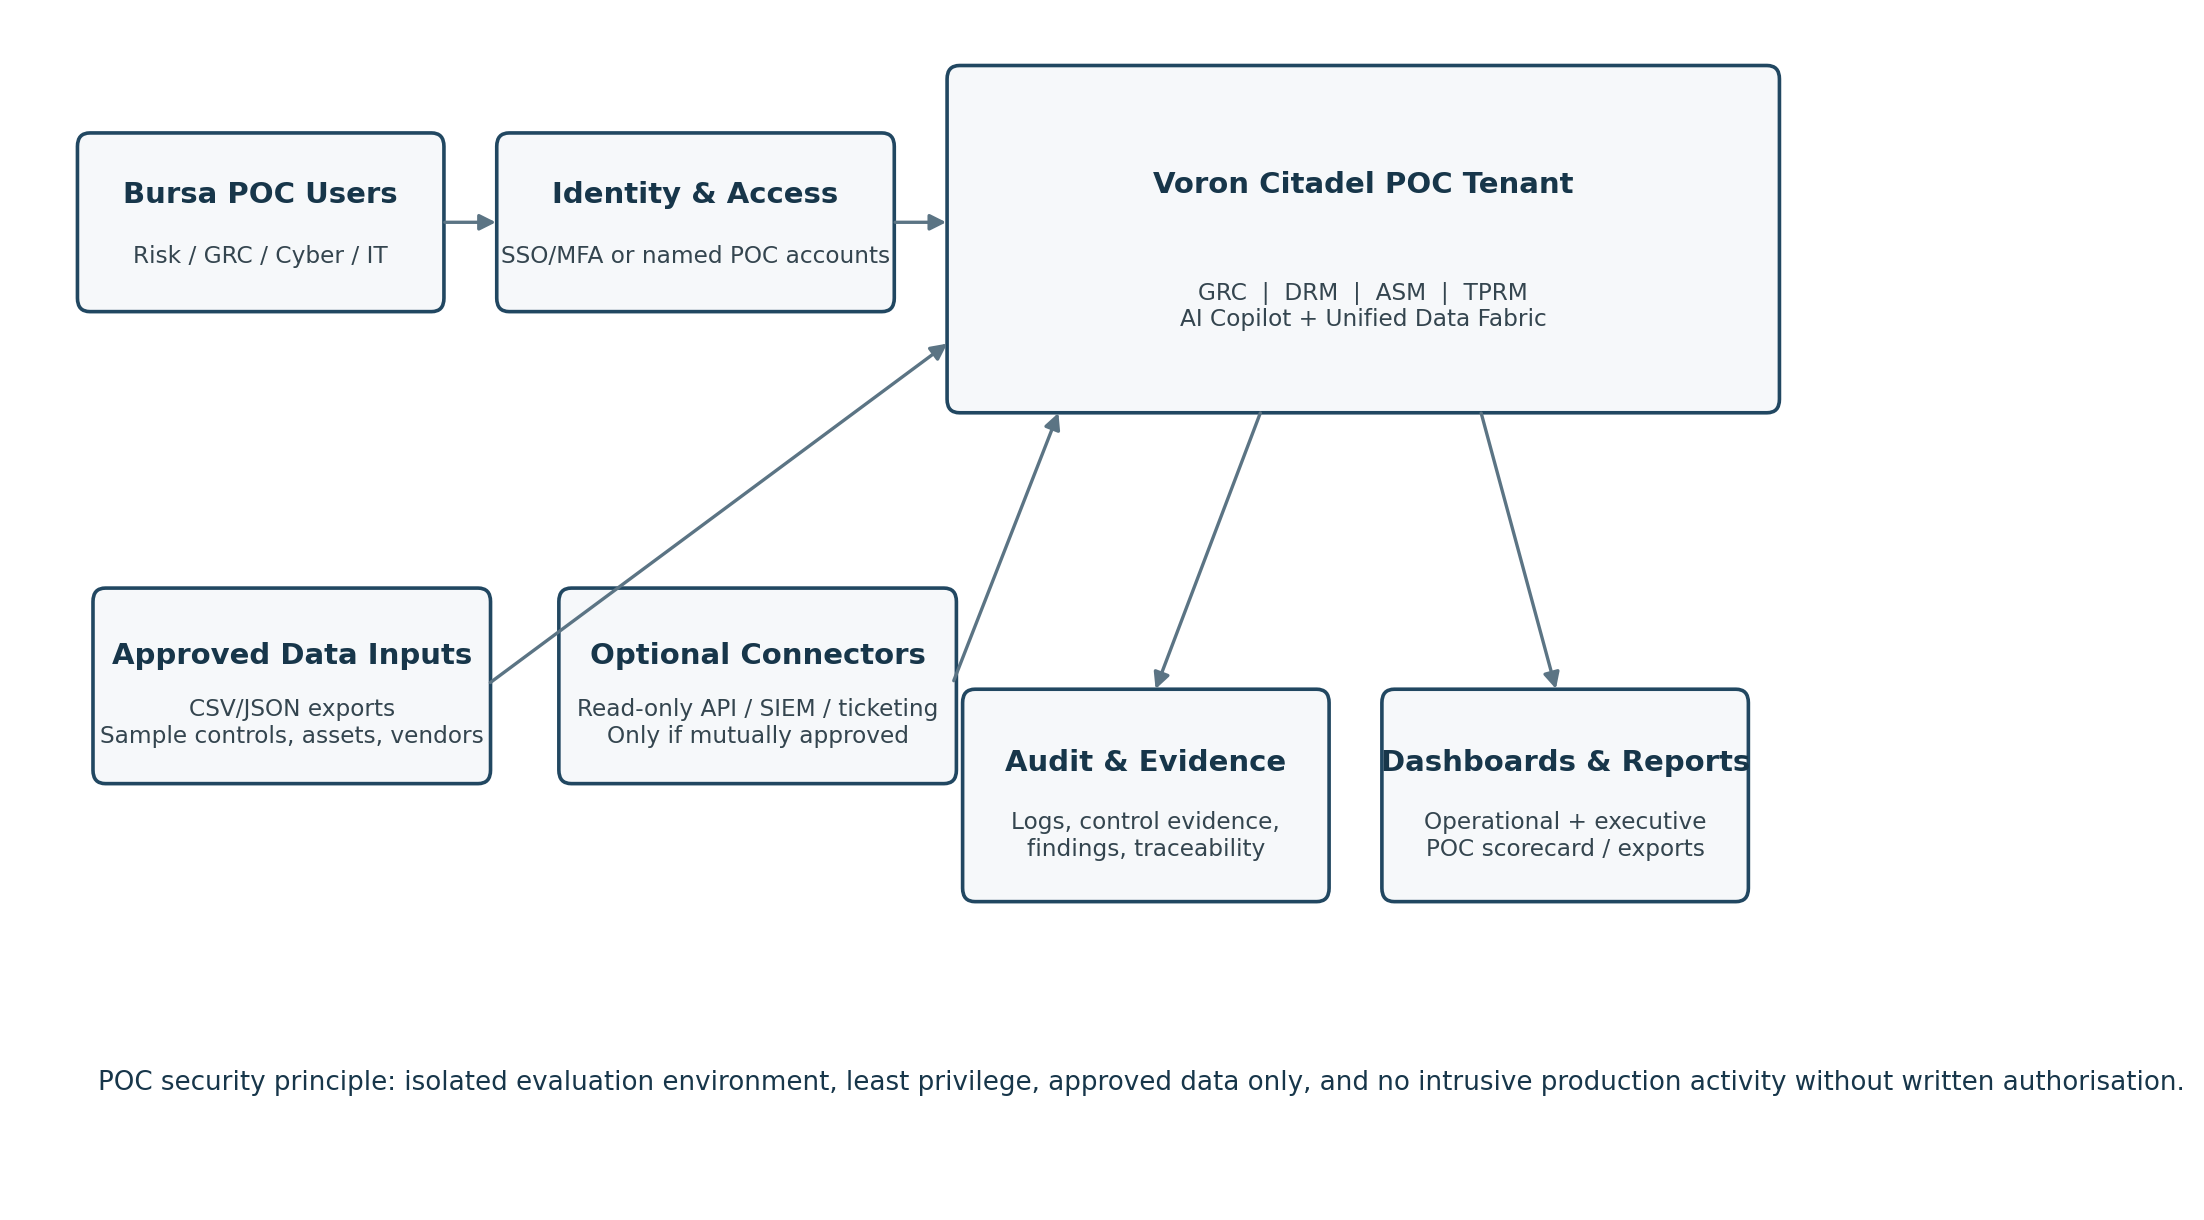 Bursa POC Users
Risk / GRC / Cyber / IT
Identity & Access
SSO/MFA or named POC accounts
Voron Citadel POC Tenant
GRC | DRM | ASM | TPRM
AI Copilot + Unified Data Fabric
Approved Data Inputs
CSV/JSON exports
Sample controls, assets, vendors
Optional Connectors
Read-only API / SIEM / ticketing
Only if mutually approved
Audit & Evidence
Logs, control evidence,
findings, traceability
Dashboards & Reports
Operational + executive
POC scorecard / exports
POC security principle: isolated evaluation environment, least privilege, approved data only, and no intrusive production activity without written authorisation.